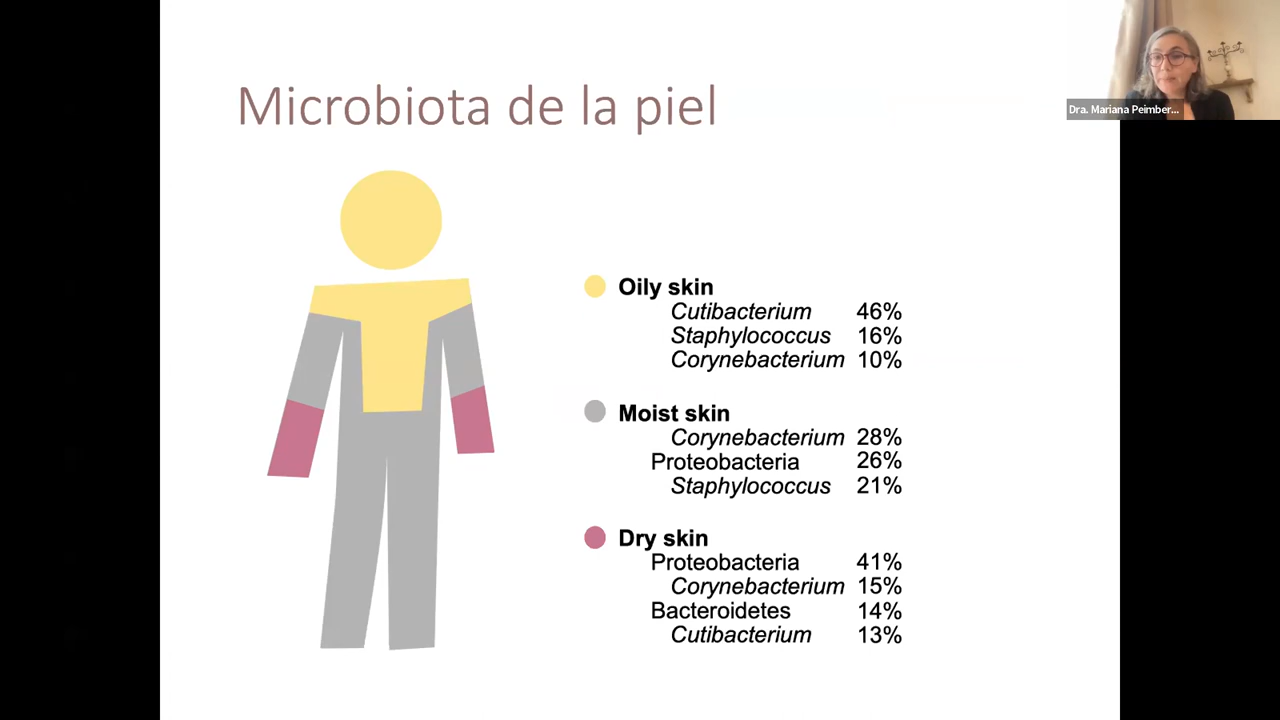 Microbiota de la piel
Dra. Mariana Peimber...
Oily skin
Cutibacterium 46%
Staphylococcus 16%
Corynebacterium 10%
Moist skin
Corynebacterium 28%
Proteobacteria 26%
Staphylococcus 21%
Dry skin
Proteobacteria 41%
Corynebacterium 15%
Bacteroidetes 14%
Cutibacterium 13%